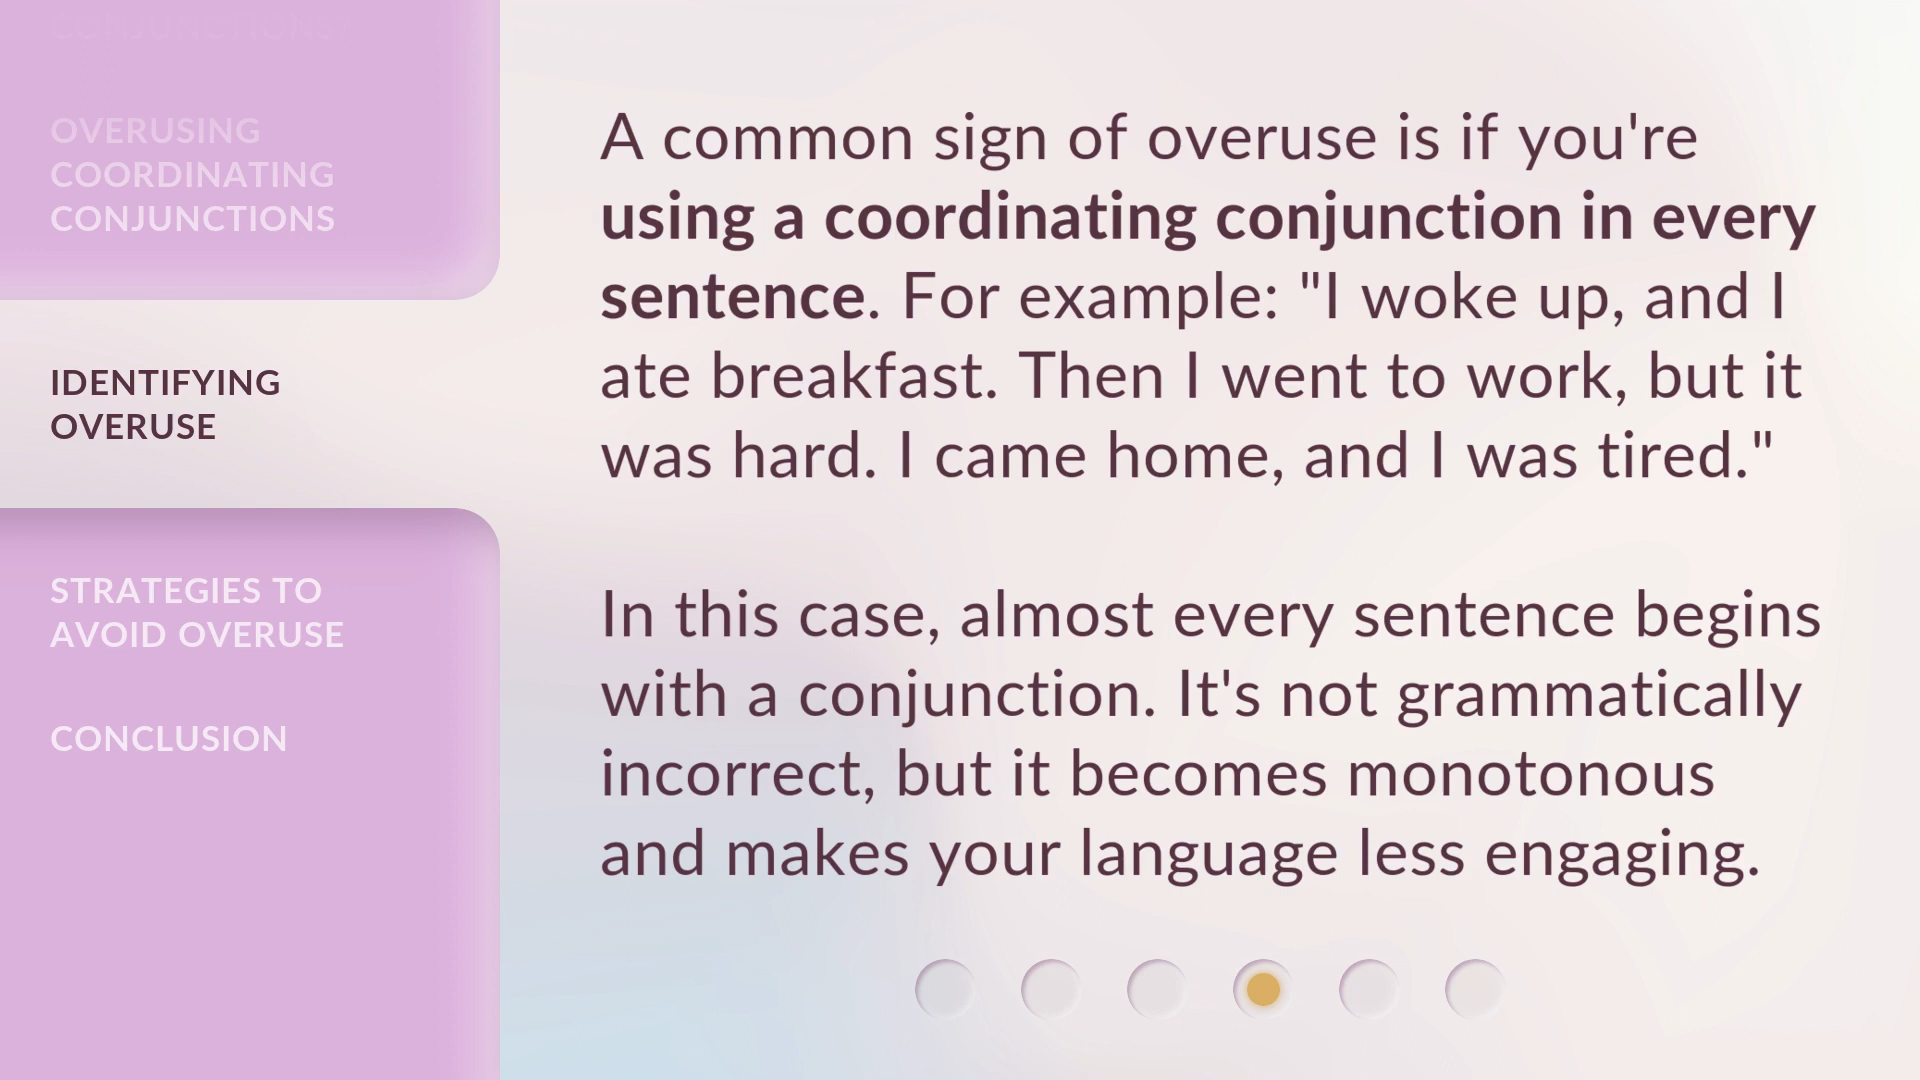 CONJUNCTIONS?
OVERUSING
COORDINATING
CONJUNCTIONS
IDENTIFYING
OVERUSE
STRATEGIES TO
AVOID OVERUSE
CONCLUSION
A common sign of overuse is if you're
using a coordinating conjunction in every
sentence. For example: "I woke up, and I
ate breakfast. Then I went to work, but it
was hard. I came home, and I was tired."
In this case, almost every sentence begins
with a conjunction. It's not grammatically
incorrect, but it becomes monotonous
and makes your language less engaging.